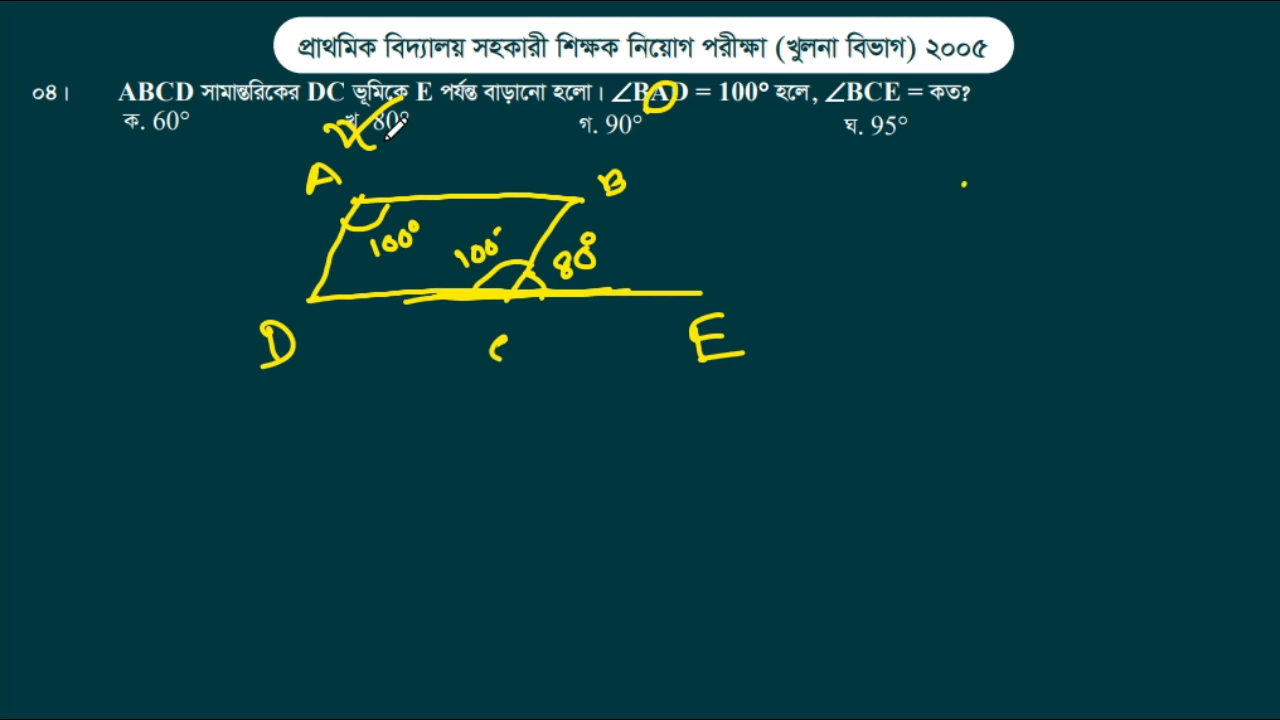 প্রাথমিক বিদ্যালয় সহকারী শিক্ষক নিয়োগ পরীক্ষা (খুলনা বিভাগ) ২০০৫
০৪। ABCD সামান্তরিকের DC ভূমিকে E পর্যন্ত বাড়ানো হলো। ∠BAD = 100° হলে, ∠BCE = কত?
ক. 60° খ. 80° গ. 90° ঘ. 95°
A B
100° 100° 80°
D C E